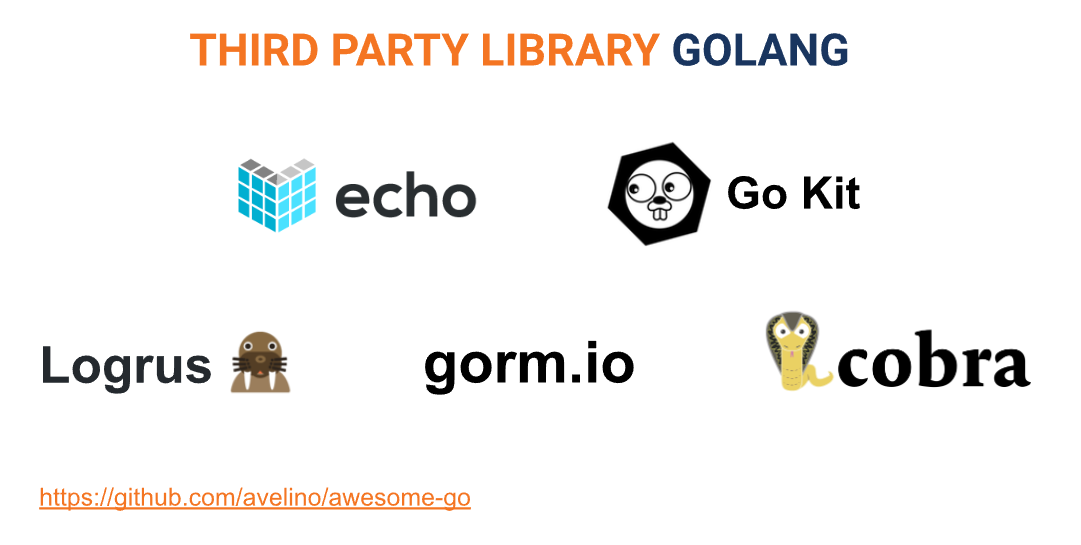 THIRD PARTY LIBRARY GOLANG
echo
Go Kit
Logrus
gorm.io
cobra
https://github.com/avelino/awesome-go